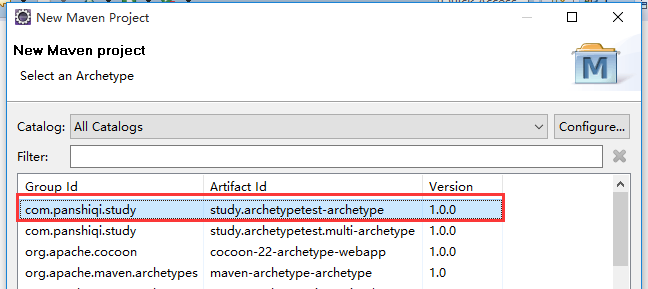 Quick Access
New Maven Project
New Maven project
Select an Archetype
M
Catalog: All Catalogs Configure...
Filter:
Group Id Artifact Id Version
com.panshiqi.study study.archetypetest-archetype 1.0.0
com.panshiqi.study study.archetypetest.multi-archetype 1.0.0
org.apache.cocoon cocoon-22-archetype-webapp 1.0.0
org.apache.maven.archetypes maven-archetype-archetype 1.0